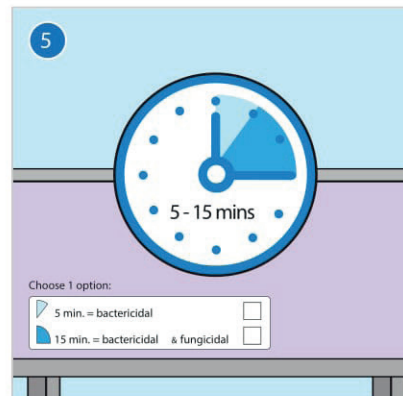 5
5 - 15 mins
Choose 1 option:
5 min. = bactericidal
15 min. = bactericidal & fungicidal